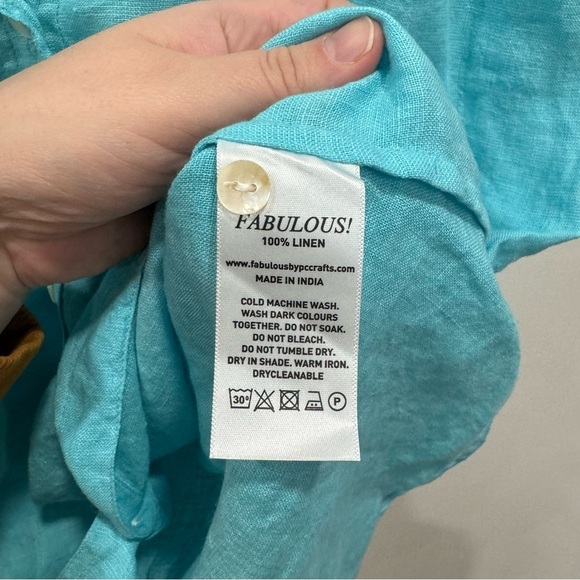 FABULOUS!
100% LINEN
www.fabulousbypccrafts.com
MADE IN INDIA
COLD MACHINE WASH.
WASH DARK COLOURS
TOGETHER. DO NOT SOAK.
DO NOT BLEACH.
DO NOT TUMBLE DRY.
DRY IN SHADE. WARM IRON.
DRYCLEANABLE
30° P